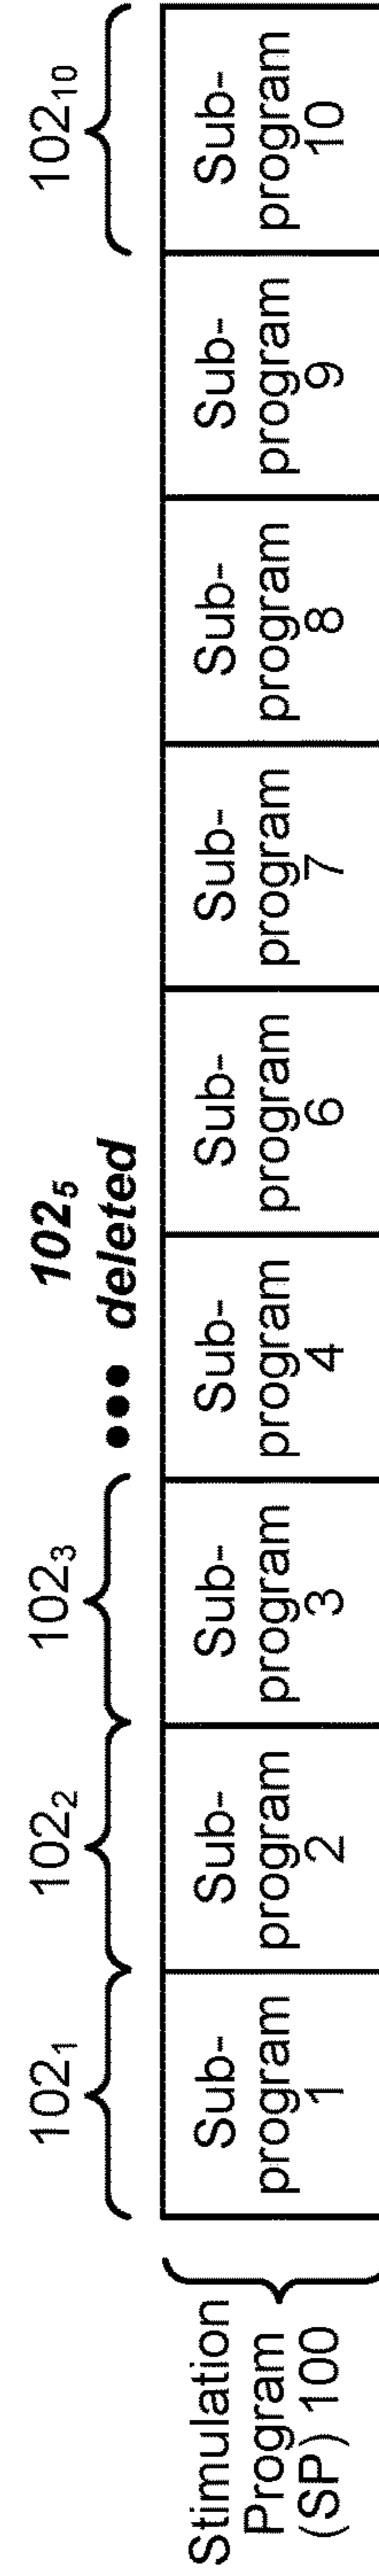 102₁
102₂
102₃
••• 102₅
deleted
102₁₀
Stimulation
Program
(SP) 100
Sub-
program
1
Sub-
program
2
Sub-
program
3
Sub-
program
4
Sub-
program
6
Sub-
program
7
Sub-
program
8
Sub-
program
9
Sub-
program
10